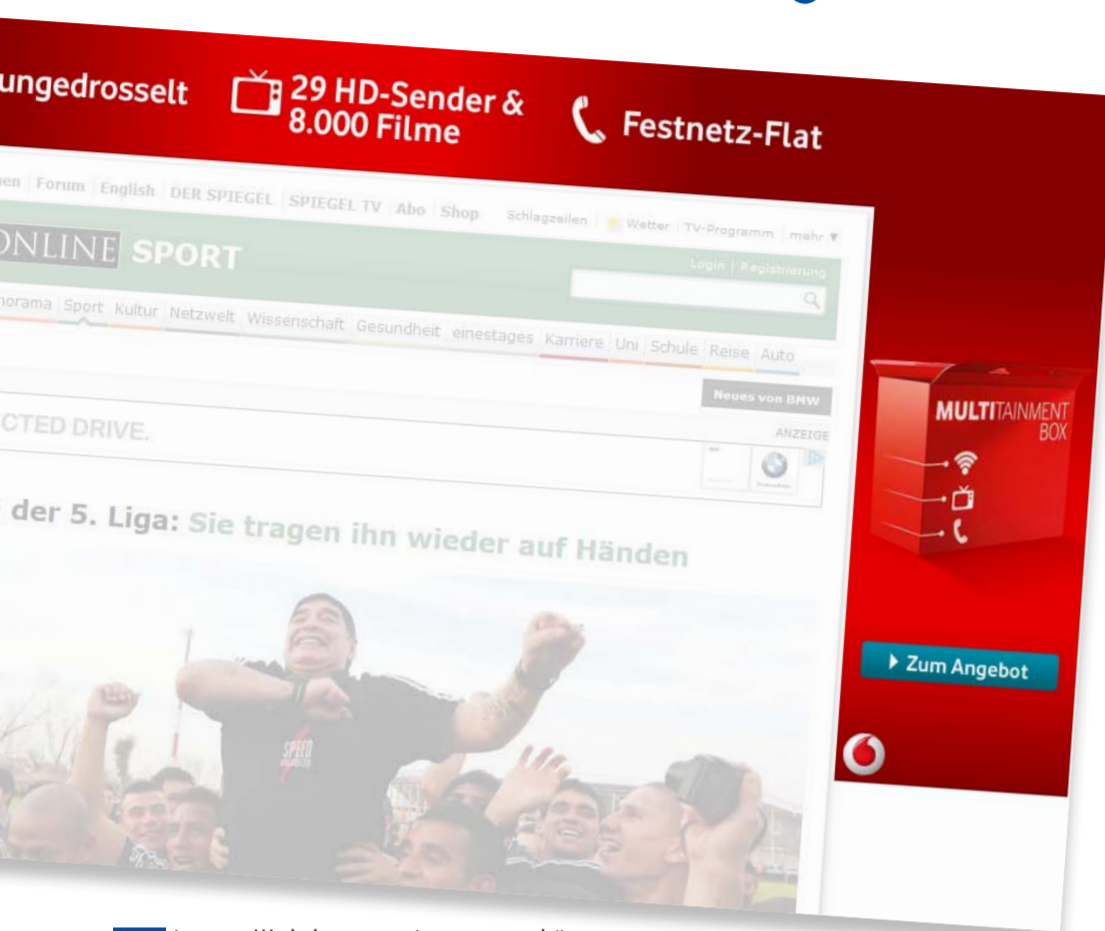 ungedrosselt
29 HD-Sender &
8.000 Filme
Festnetz-Flat
Forum English DER SPIEGEL SPIEGEL TV Abo Shop Schlagzeilen Wetter TV-Programm mehr
ONLINE SPORT
Login | Registrierung
norama Sport Kultur Netzwelt Wissenschaft Gesundheit einestages Karriere Uni Schule Reise Auto
Neues von BMW
CTED DRIVE.
ANZEIGE
der 5. Liga: Sie tragen ihn wieder auf Händen
SPEED
MULTITAINMENT
BOX
Zum Angebot